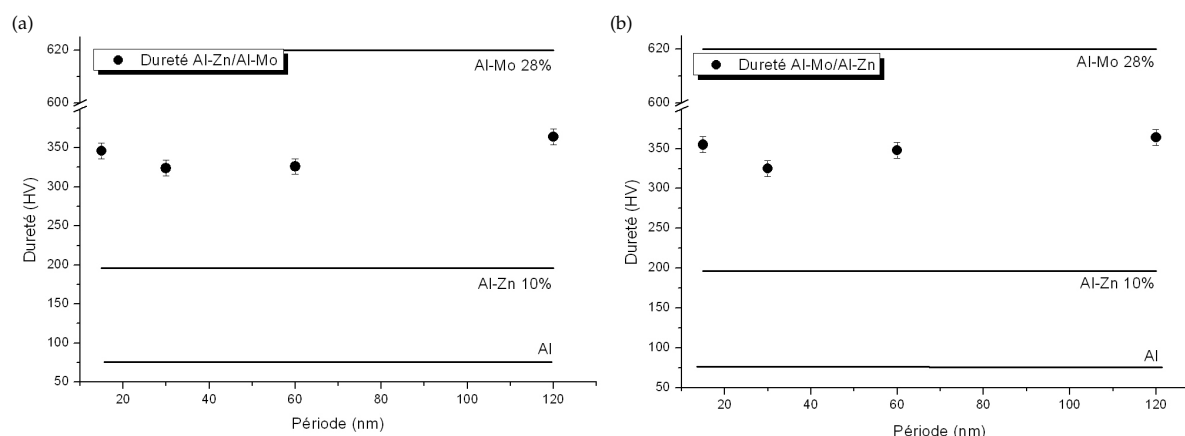 (a)
620
600
350
300
250
200
150
100
50
Dureté (HV)
Dureté Al-Zn/Al-Mo
Al-Mo 28%
Al-Zn 10%
Al
20
40
60
80
100
120
Période (nm)
(b)
620
600
400
350
300
250
200
150
100
50
Dureté (HV)
Dureté Al-Mo/Al-Zn
Al-Mo 28%
Al-Zn 10%
Al
20
40
60
80
100
120
Période (nm)